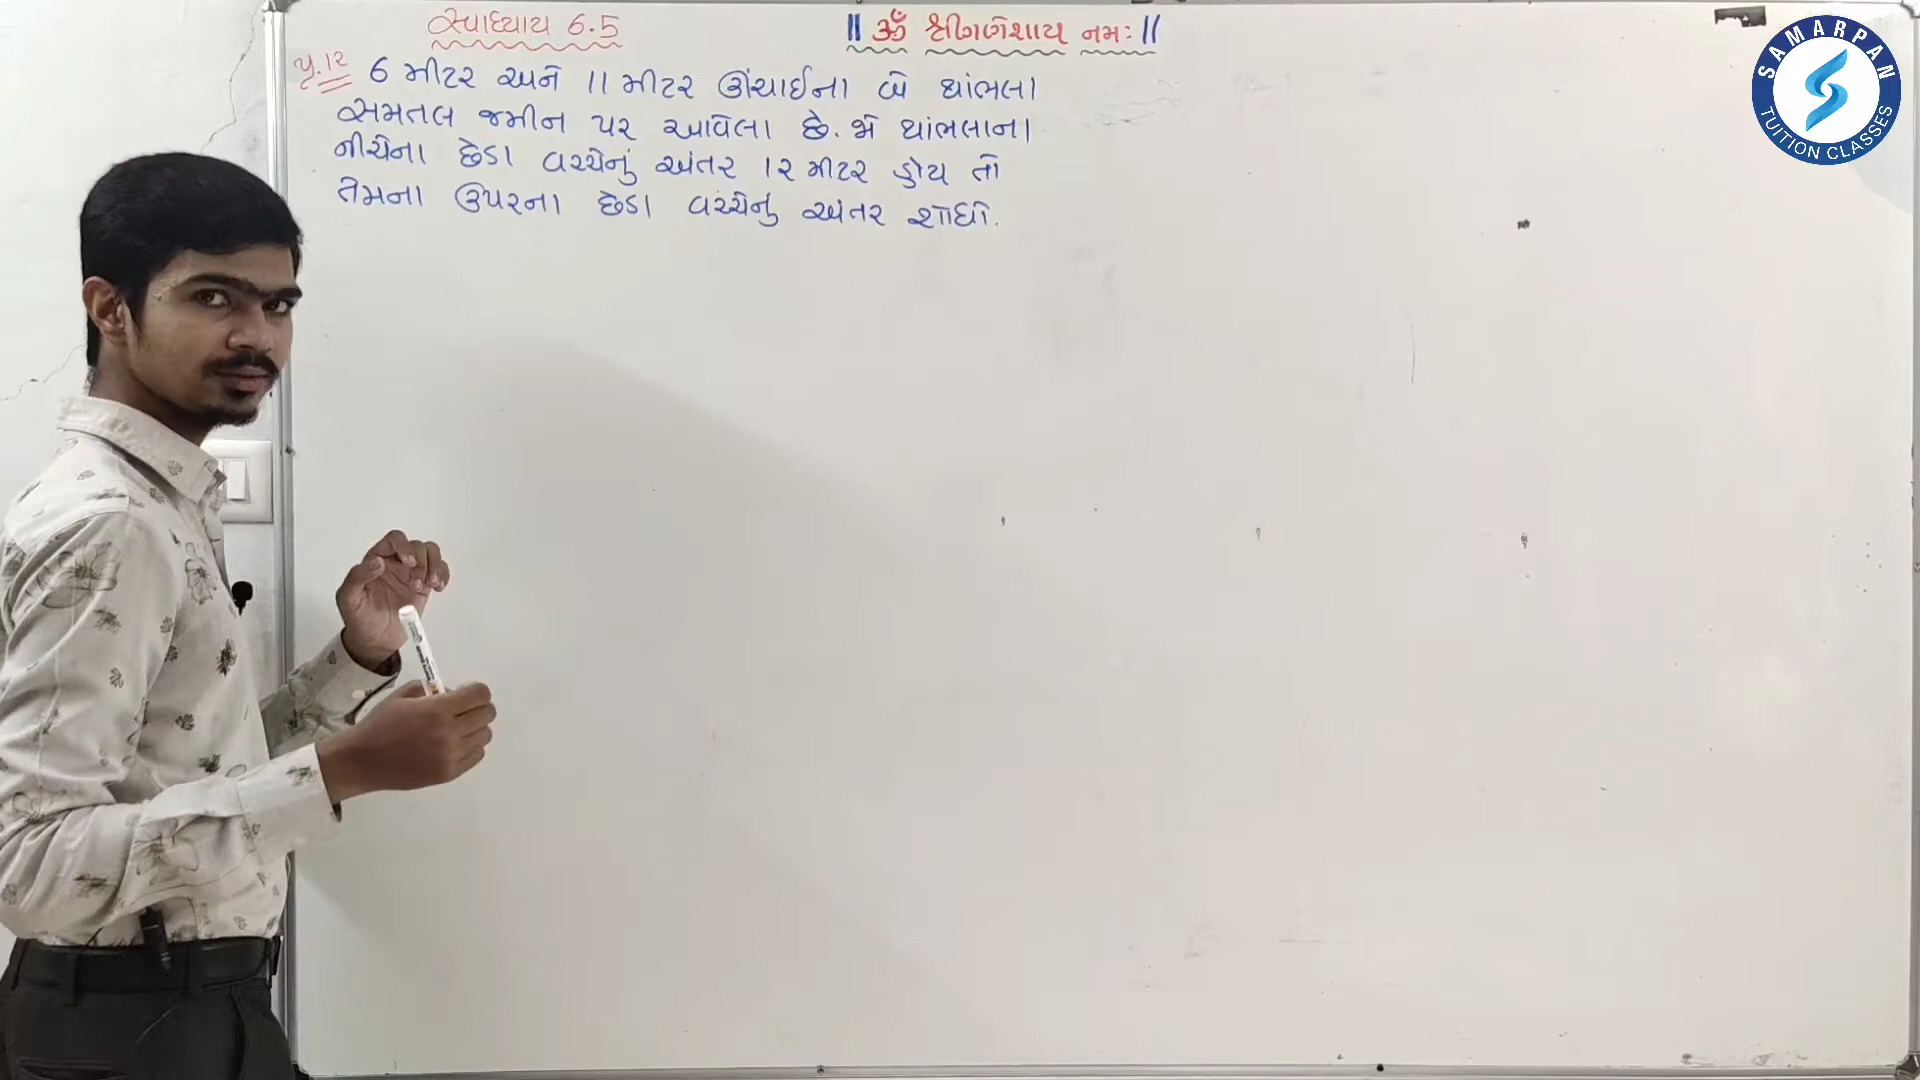 સ્વાધ્યાય 6.5
॥ ૐ શ્રી ગણેશાય નમઃ ॥
પ્ર.12 6 મીટર અને 11 મીટર ઊંચાઈના બે થાંભલા
સમતલ જમીન પર આવેલા છે. જો થાંભલાના
નીચેના છેડા વચ્ચેનું અંતર 12 મીટર હોય તો
તેમના ઉપરના છેડા વચ્ચેનું અંતર શોધો.
SAMARPAN
TUITION CLASSES